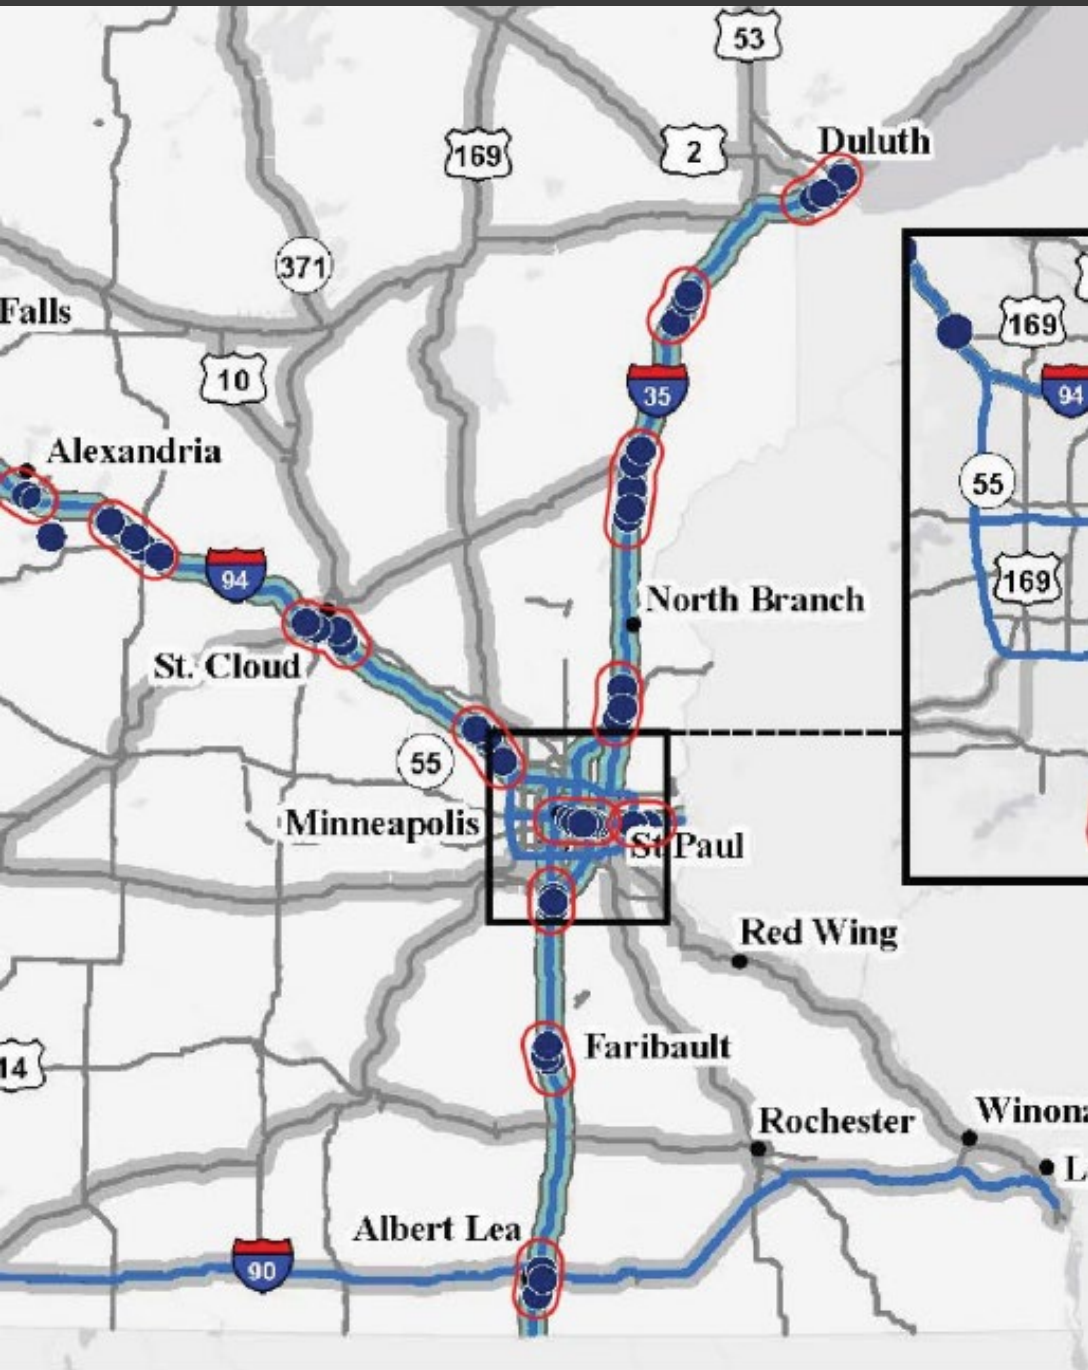 53
Duluth
169
2
371
Falls
169
10
35
94
Alexandria
55
94
169
North Branch
St. Cloud
55
Minneapolis
St Paul
Red Wing
Faribault
14
Rochester
Winona
L
Albert Lea
90